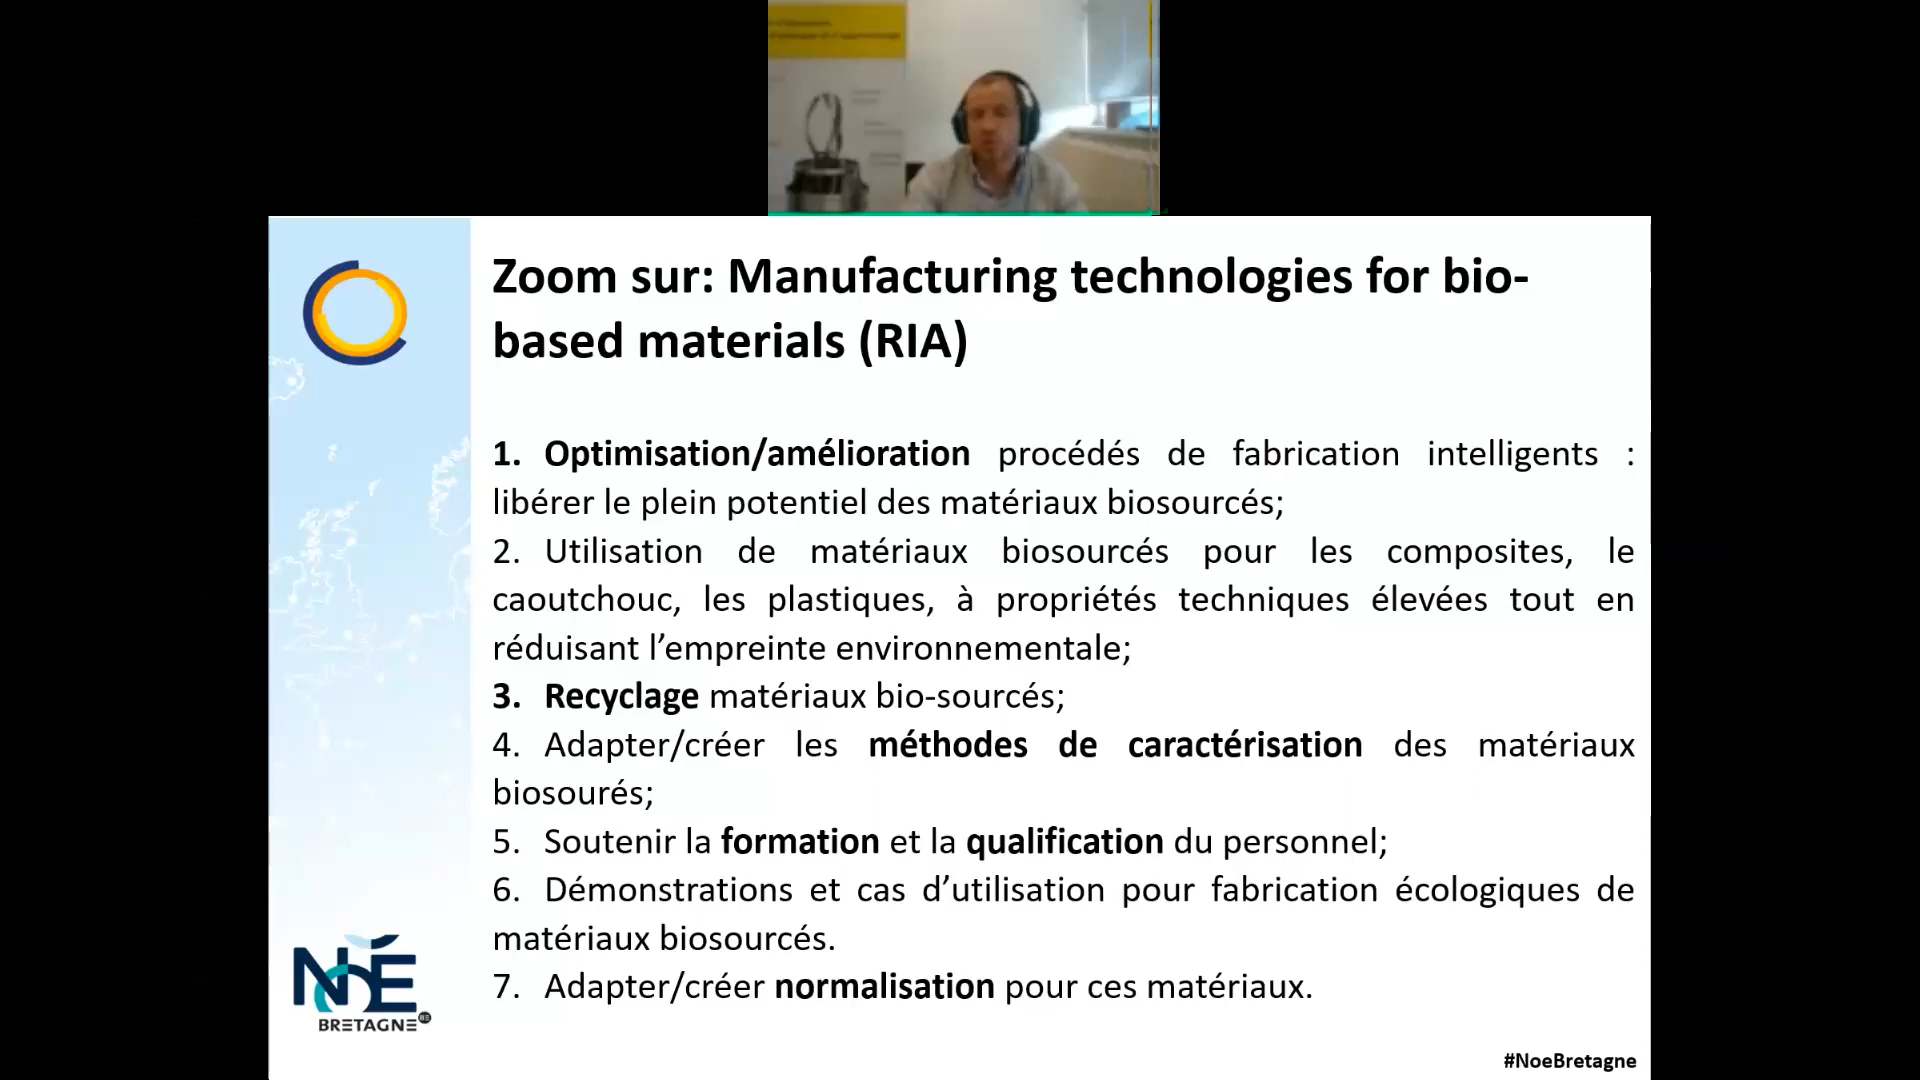 Zoom sur: Manufacturing technologies for bio-
based materials (RIA)
1. Optimisation/amélioration procédés de fabrication intelligents :
libérer le plein potentiel des matériaux biosourcés;
2. Utilisation de matériaux biosourcés pour les composites, le
caoutchouc, les plastiques, à propriétés techniques élevées tout en
réduisant l’empreinte environnementale;
3. Recyclage matériaux bio-sourcés;
4. Adapter/créer les méthodes de caractérisation des matériaux
biosourés;
5. Soutenir la formation et la qualification du personnel;
6. Démonstrations et cas d’utilisation pour fabrication écologiques de
matériaux biosourcés.
7. Adapter/créer normalisation pour ces matériaux.
NOÉ
BRETAGNE BE
#NoeBretagne